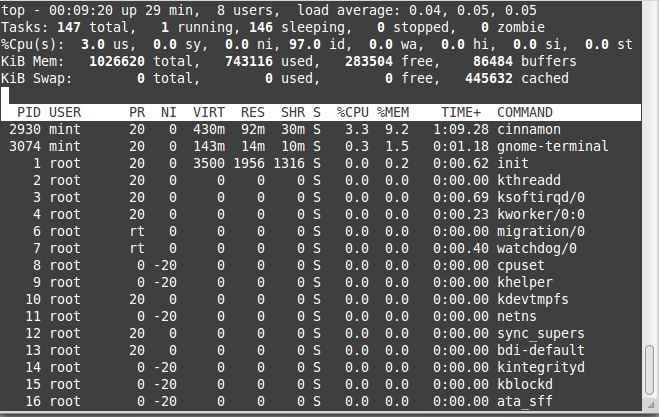 top - 00:09:20 up 29 min,  8 users,  load average: 0.04, 0.05, 0.05
Tasks: 147 total,   1 running, 146 sleeping,   0 stopped,   0 zombie
%Cpu(s):  3.0 us,  0.0 sy,  0.0 ni, 97.0 id,  0.0 wa,  0.0 hi,  0.0 si,  0.0 st
KiB Mem:   1026620 total,   743116 used,   283504 free,    86484 buffers
KiB Swap:        0 total,        0 used,        0 free,   445632 cached
PID USER      PR  NI  VIRT  RES  SHR S  %CPU %MEM    TIME+  COMMAND
2930 mint      20   0  430m  92m  30m S   3.3  9.2   1:09.28 cinnamon
3074 mint      20   0  143m  14m  10m S   0.3  1.5   0:01.18 gnome-terminal
1 root      20   0  3500 1956 1316 S   0.0  0.2   0:00.62 init
2 root      20   0     0    0    0 S   0.0  0.0   0:00.00 kthreadd
3 root      20   0     0    0    0 S   0.0  0.0   0:00.69 ksoftirqd/0
4 root      20   0     0    0    0 S   0.0  0.0   0:00.23 kworker/0:0
6 root      rt   0     0    0    0 S   0.0  0.0   0:00.00 migration/0
7 root      rt   0     0    0    0 S   0.0  0.0   0:00.40 watchdog/0
8 root       0 -20     0    0    0 S   0.0  0.0   0:00.00 cpuset
9 root       0 -20     0    0    0 S   0.0  0.0   0:00.00 khelper
10 root      20   0     0    0    0 S   0.0  0.0   0:00.00 kdevtmpfs
11 root       0 -20     0    0    0 S   0.0  0.0   0:00.00 netns
12 root      20   0     0    0    0 S   0.0  0.0   0:00.00 sync_supers
13 root      20   0     0    0    0 S   0.0  0.0   0:00.00 bdi-default
14 root       0 -20     0    0    0 S   0.0  0.0   0:00.00 kintegrityd
15 root       0 -20     0    0    0 S   0.0  0.0   0:00.00 kblockd
16 root       0 -20     0    0    0 S   0.0  0.0   0:00.00 ata_sff